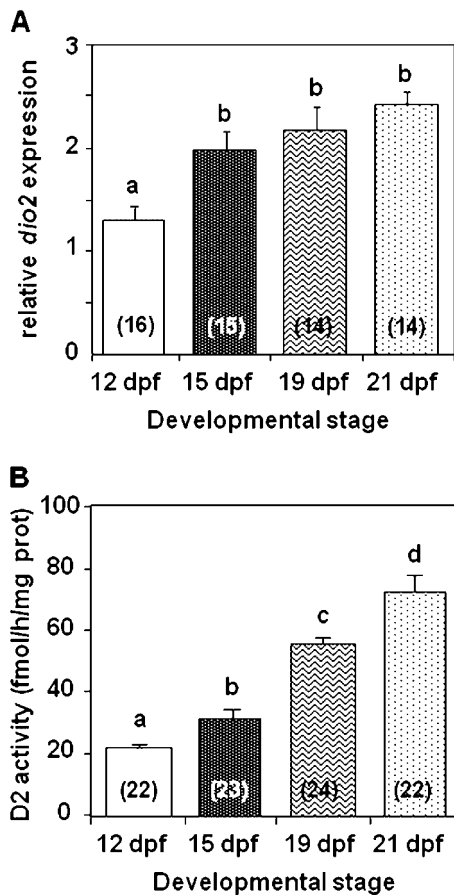 A
relative dio2 expression
3
2
1
0
a
b
b
b
(16)
(15)
(14)
(14)
12 dpf
15 dpf
19 dpf
21 dpf
Developmental stage
B
D2 activity (fmol/h/mg prot)
100
80
60
40
20
0
a
b
c
d
(22)
(23)
(24)
(22)
12 dpf
15 dpf
19 dpf
21 dpf
Developmental stage